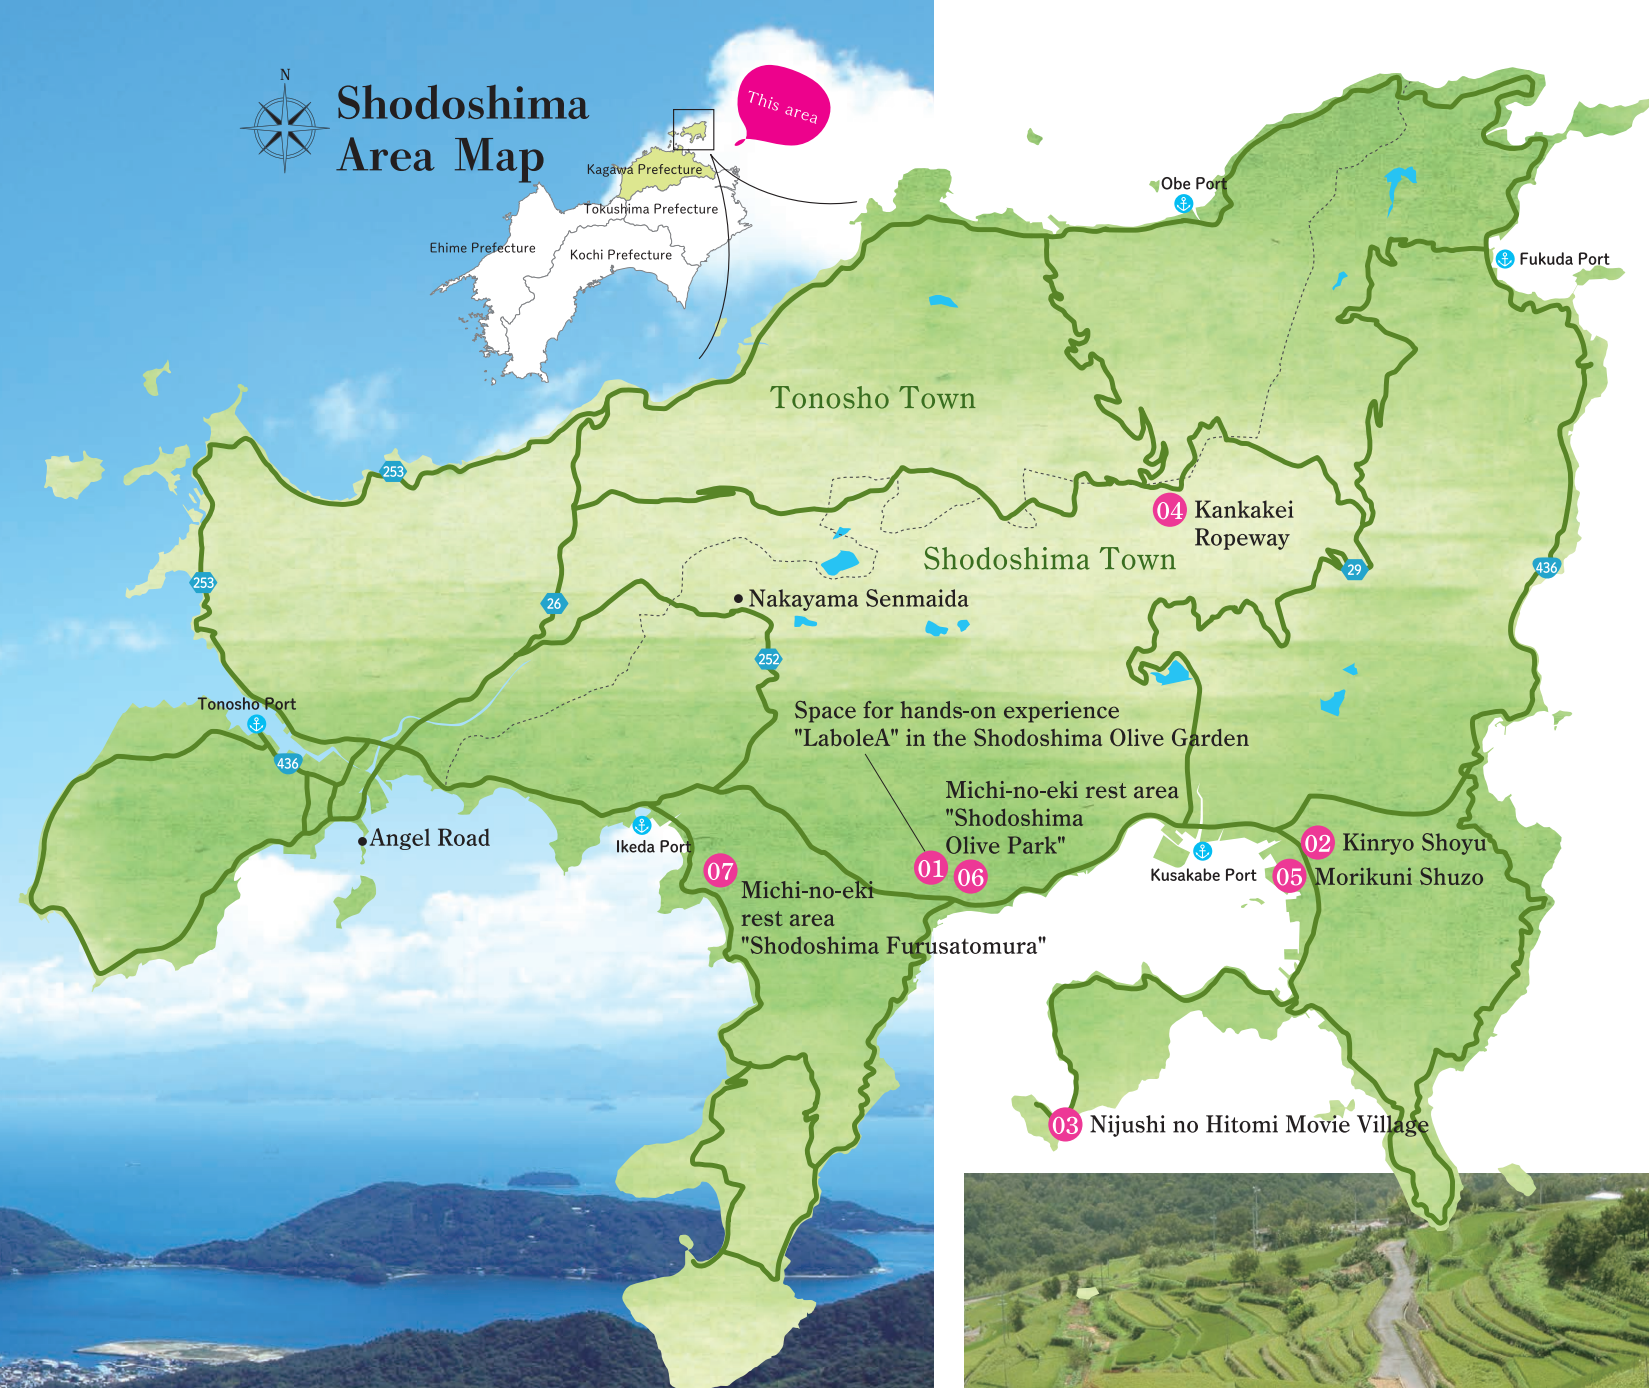 N
Shodoshima
Area Map
This area
Kagawa Prefecture
Tokushima Prefecture
Ehime Prefecture
Kochi Prefecture
Obe Port
Fukuda Port
Tonosho Town
253
04 Kankakei
Ropeway
Shodoshima Town
253
26
29
436
Nakayama Senmaida
252
Tonosho Port
436
Space for hands-on experience
"LaboleA" in the Shodoshima Olive Garden
Michi-no-eki rest area
"Shodoshima
Olive Park"
Angel Road
Ikeda Port
01
06
Kusakabe Port
02 Kinryo Shoyu
05 Morikuni Shuzo
07
Michi-no-eki
rest area
"Shodoshima Furusatomura"
03 Nijushi no Hitomi Movie Village